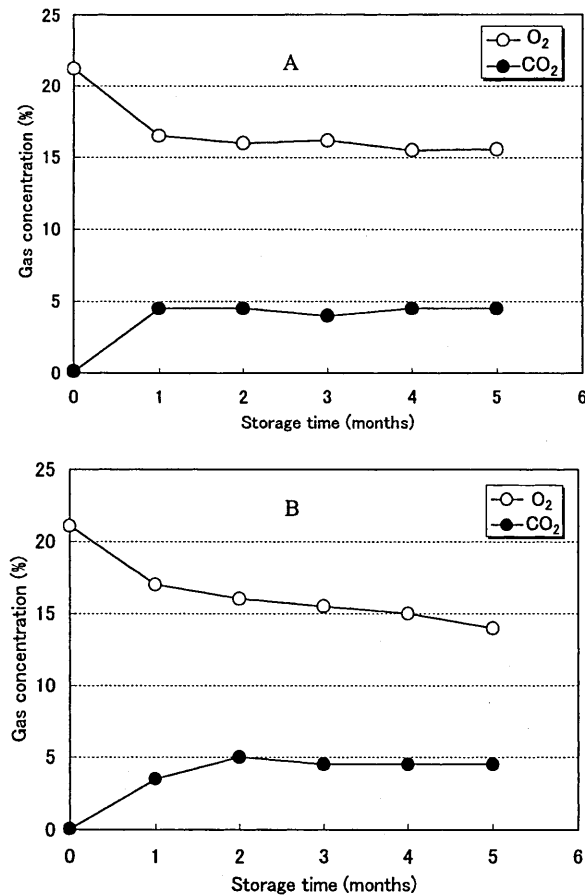 25
20
15
10
5
0
Gas concentration (%)
A
O₂
CO₂
0 1 2 3 4 5 6
Storage time (months)
25
20
15
10
5
0
Gas concentration (%)
B
O₂
CO₂
0 1 2 3 4 5 6
Storage time (months)